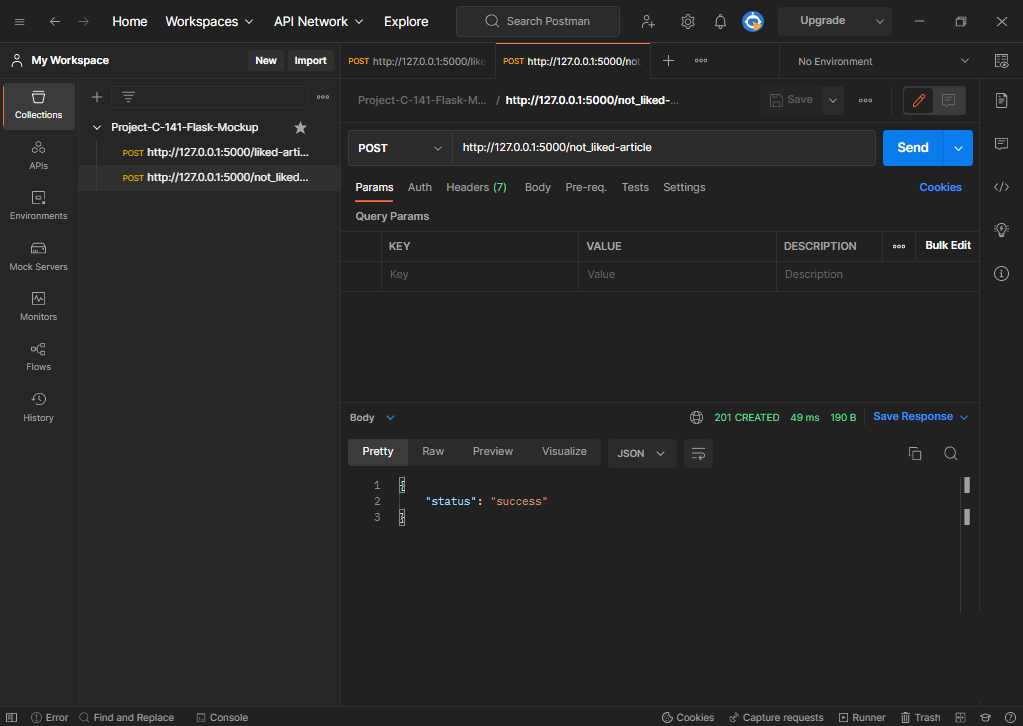 Home Workspaces API Network Explore Search Postman Upgrade
My Workspace New Import POST http://127.0.0.1:5000/like POST http://127.0.0.1:5000/not No Environment
Collections
APIs
Environments
Mock Servers
Monitors
Flows
History
Project-C-141-Flask-Mockup
POST http://127.0.0.1:5000/liked-arti...
POST http://127.0.0.1:5000/not_liked...
Project-C-141-Flask-M... / http://127.0.0.1:5000/not_liked-... Save
POST http://127.0.0.1:5000/not_liked-article Send
Params Auth Headers (7) Body Pre-req. Tests Settings Cookies
Query Params
KEY VALUE DESCRIPTION Bulk Edit
Key Value Description
Body 201 CREATED 49 ms 190 B Save Response
Pretty Raw Preview Visualize JSON
1 {
2 "status": "success"
3 }
Error Find and Replace Console Cookies Capture requests Runner Trash